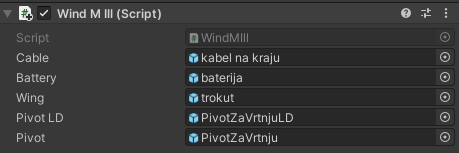 Wind M III (Script)
Script WindMIII
Cable kabel na kraju
Battery baterija
Wing trokut
Pivot LD PivotZaVrtnjuLD
Pivot PivotZaVrtnju